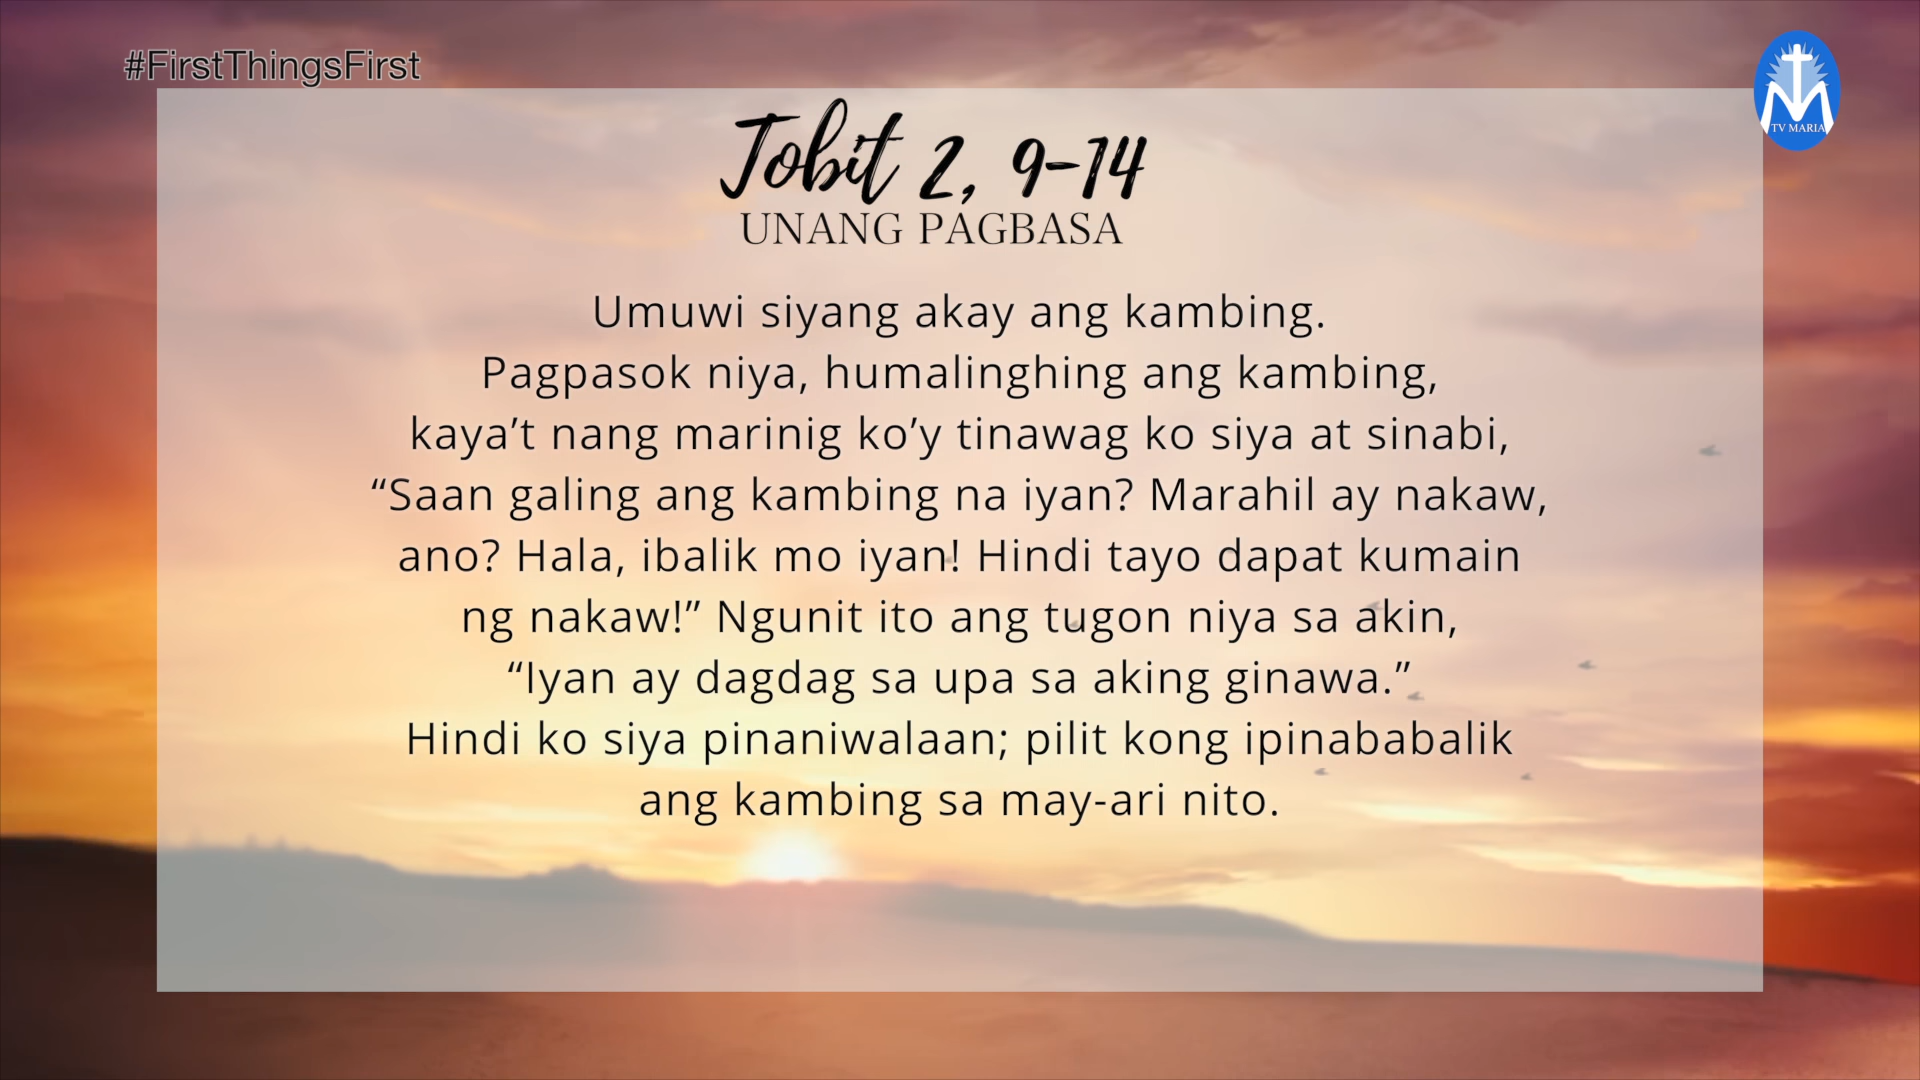 #FirstThingsFirst
TV MARIA
Tobit 2, 9-14
UNANG PAGBASA
Umuwi siyang akay ang kambing.
Pagpasok niya, humalinghing ang kambing,
kaya’t nang marinig ko’y tinawag ko siya at sinabi,
“Saan galing ang kambing na iyan? Marahil ay nakaw,
ano? Hala, ibalik mo iyan! Hindi tayo dapat kumain
ng nakaw!” Ngunit ito ang tugon niya sa akin,
“Iyan ay dagdag sa upa sa aking ginawa.”
Hindi ko siya pinaniwalaan; pilit kong ipinababalik
ang kambing sa may-ari nito.